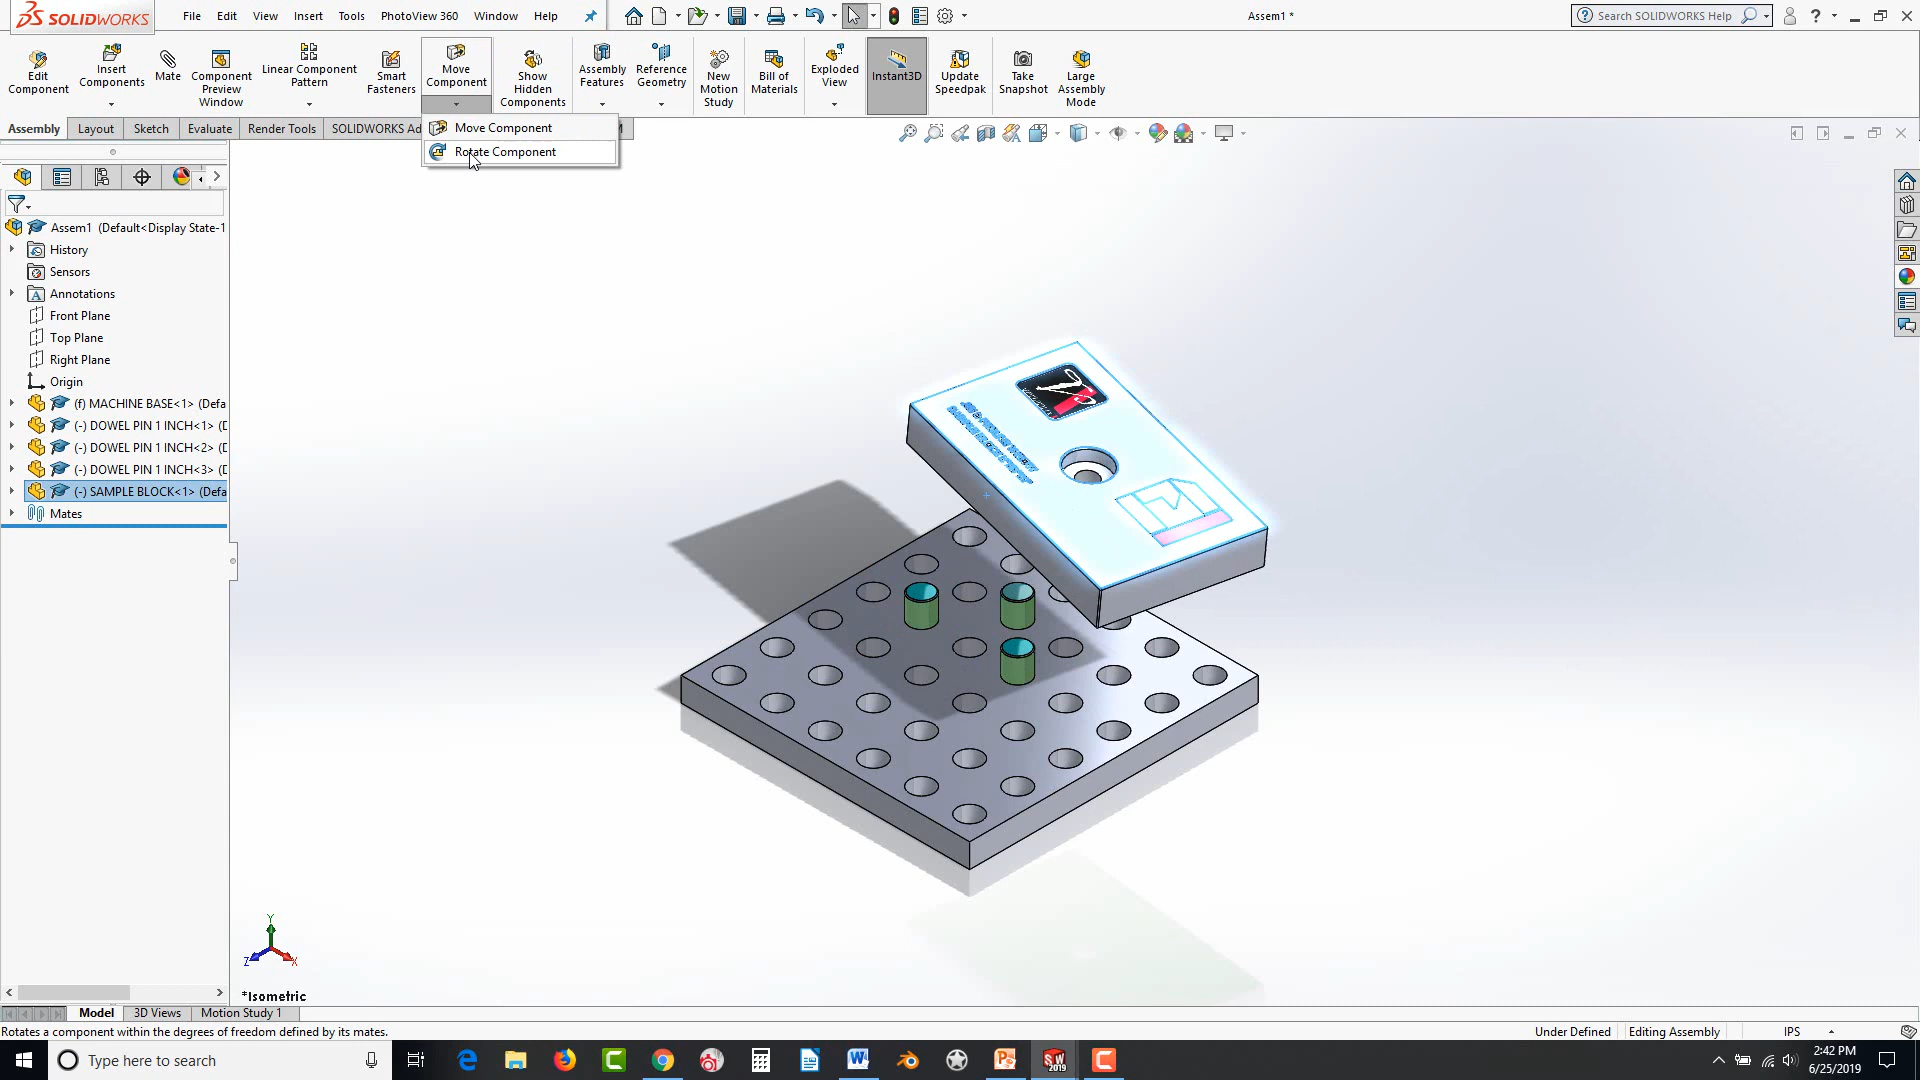 SOLIDWORKS
File Edit View Insert Tools PhotoView 360 Window Help
Assem1 *
Search SOLIDWORKS Help
Edit Component
Insert Components
Mate
Component Preview Window
Linear Component Pattern
Smart Fasteners
Move Component
Show Hidden Components
Assembly Features
Reference Geometry
New Motion Study
Bill of Materials
Exploded View
Instant3D
Update Speedpak
Take Snapshot
Large Assembly Mode
Assembly Layout Sketch Evaluate Render Tools SOLIDWORKS Ad
Move Component
Rotate Component
Assem1 (Default<Display State-1
History
Sensors
Annotations
Front Plane
Top Plane
Right Plane
Origin
(f) MACHINE BASE<1> (Defa
(-) DOWEL PIN 1 INCH<1> (D
(-) DOWEL PIN 1 INCH<2> (D
(-) DOWEL PIN 1 INCH<3> (D
(-) SAMPLE BLOCK<1> (Defa
Mates
Y
Z X
*Isometric
Model 3D Views Motion Study 1
Rotates a component within the degrees of freedom defined by its mates.
Under Defined Editing Assembly IPS
Type here to search
2:42 PM
6/25/2019
SW
2019